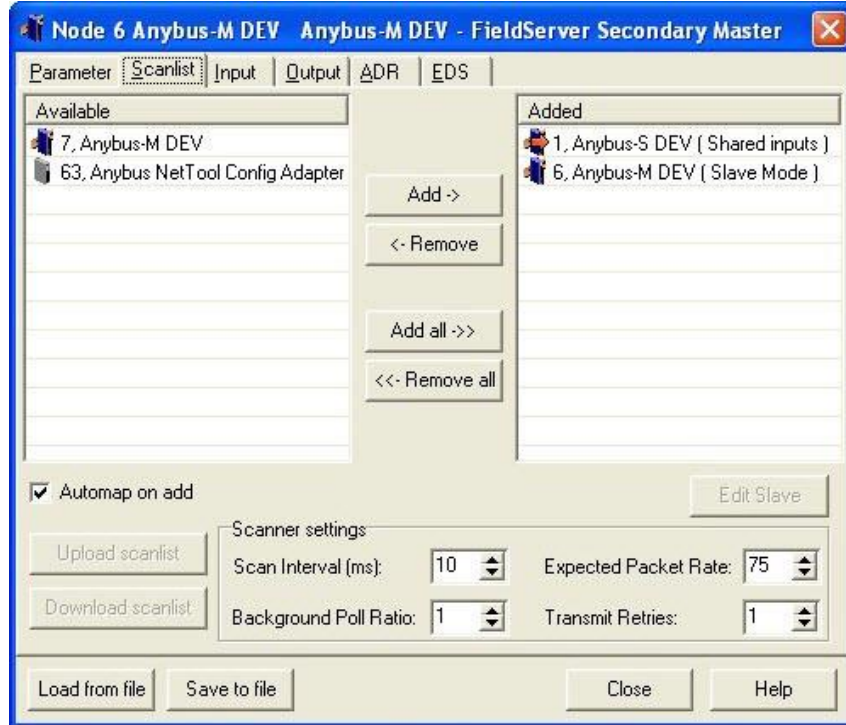 Node 6 Anybus-M DEV   Anybus-M DEV - FieldServer Secondary Master
Parameter Scanlist Input Output ADR EDS
Available
7, Anybus-M DEV
63, Anybus NetTool Config Adapter
Add ->
<- Remove
Add all ->>
<<- Remove all
Added
1, Anybus-S DEV ( Shared inputs )
6, Anybus-M DEV ( Slave Mode )
Automap on add
Edit Slave
Upload scanlist
Download scanlist
Scanner settings
Scan Interval (ms): 10 Expected Packet Rate: 75
Background Poll Ratio: 1 Transmit Retries: 1
Load from file Save to file Close Help